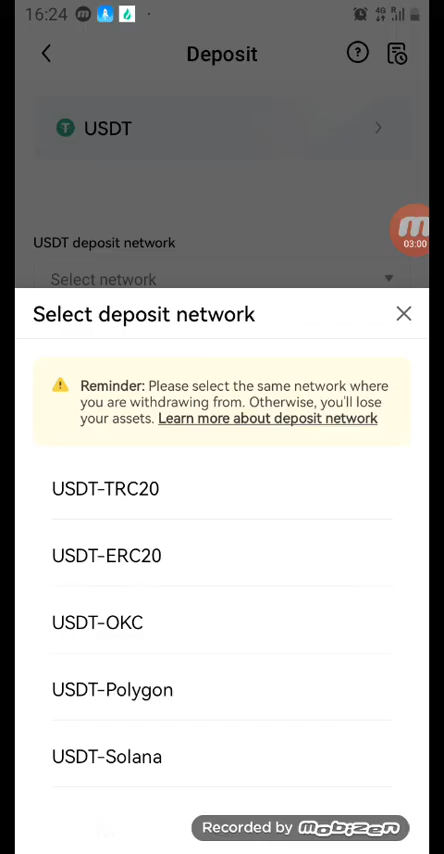 16:24
4G R
Deposit
USDT
USDT deposit network
Select network
03:00
Select deposit network
Reminder: Please select the same network where
you are withdrawing from. Otherwise, you'll lose
your assets. Learn more about deposit network
USDT-TRC20
USDT-ERC20
USDT-OKC
USDT-Polygon
USDT-Solana
Recorded by mobizen